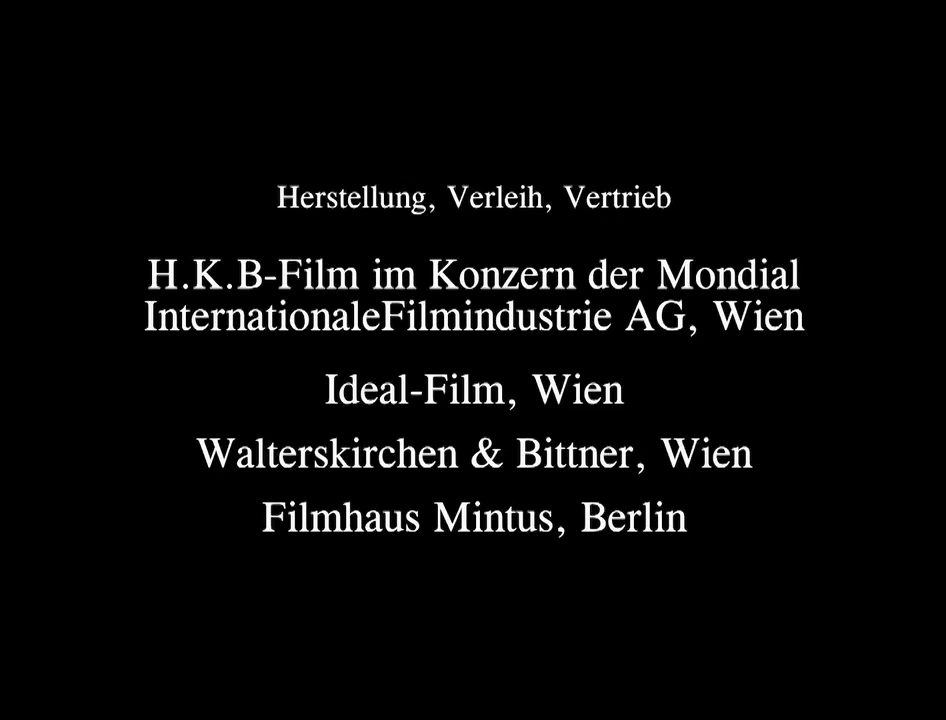 Herstellung, Verleih, Vertrieb
H.K.B-Film im Konzern der Mondial
InternationaleFilmindustrie AG, Wien
Ideal-Film, Wien
Walterskirchen & Bittner, Wien
Filmhaus Mintus, Berlin